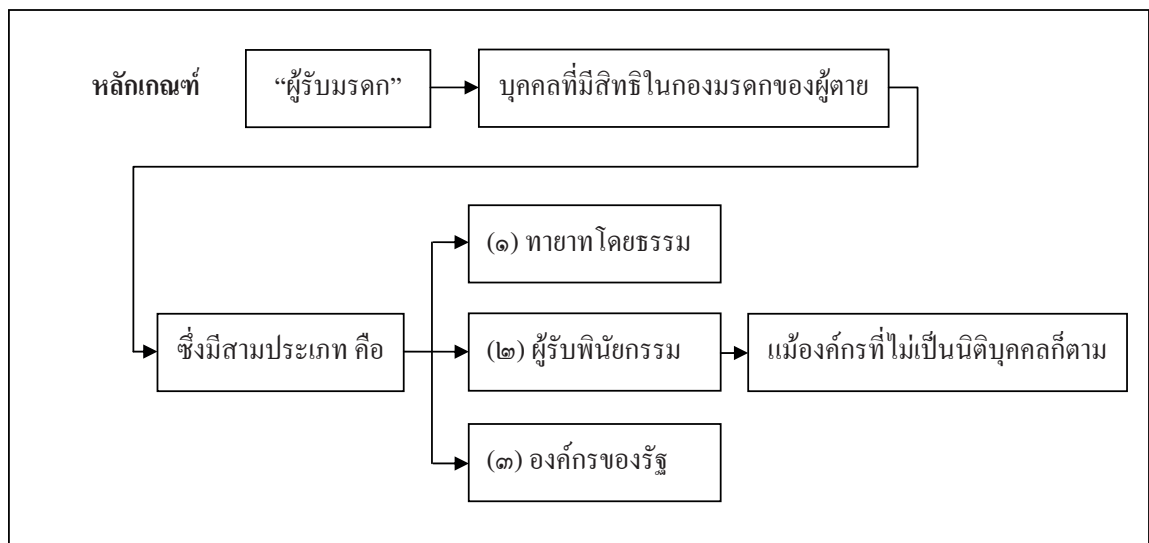 หลักเกณฑ์ “ผู้รับมรดก” บุคคลที่มีสิทธิในกองมรดกของผู้ตาย
(๑) ทายาทโดยธรรม
ซึ่งมีสามประเภท คือ (๒) ผู้รับพินัยกรรม แม้องค์กรที่ไม่เป็นนิติบุคคลก็ตาม
(๓) องค์กรของรัฐ